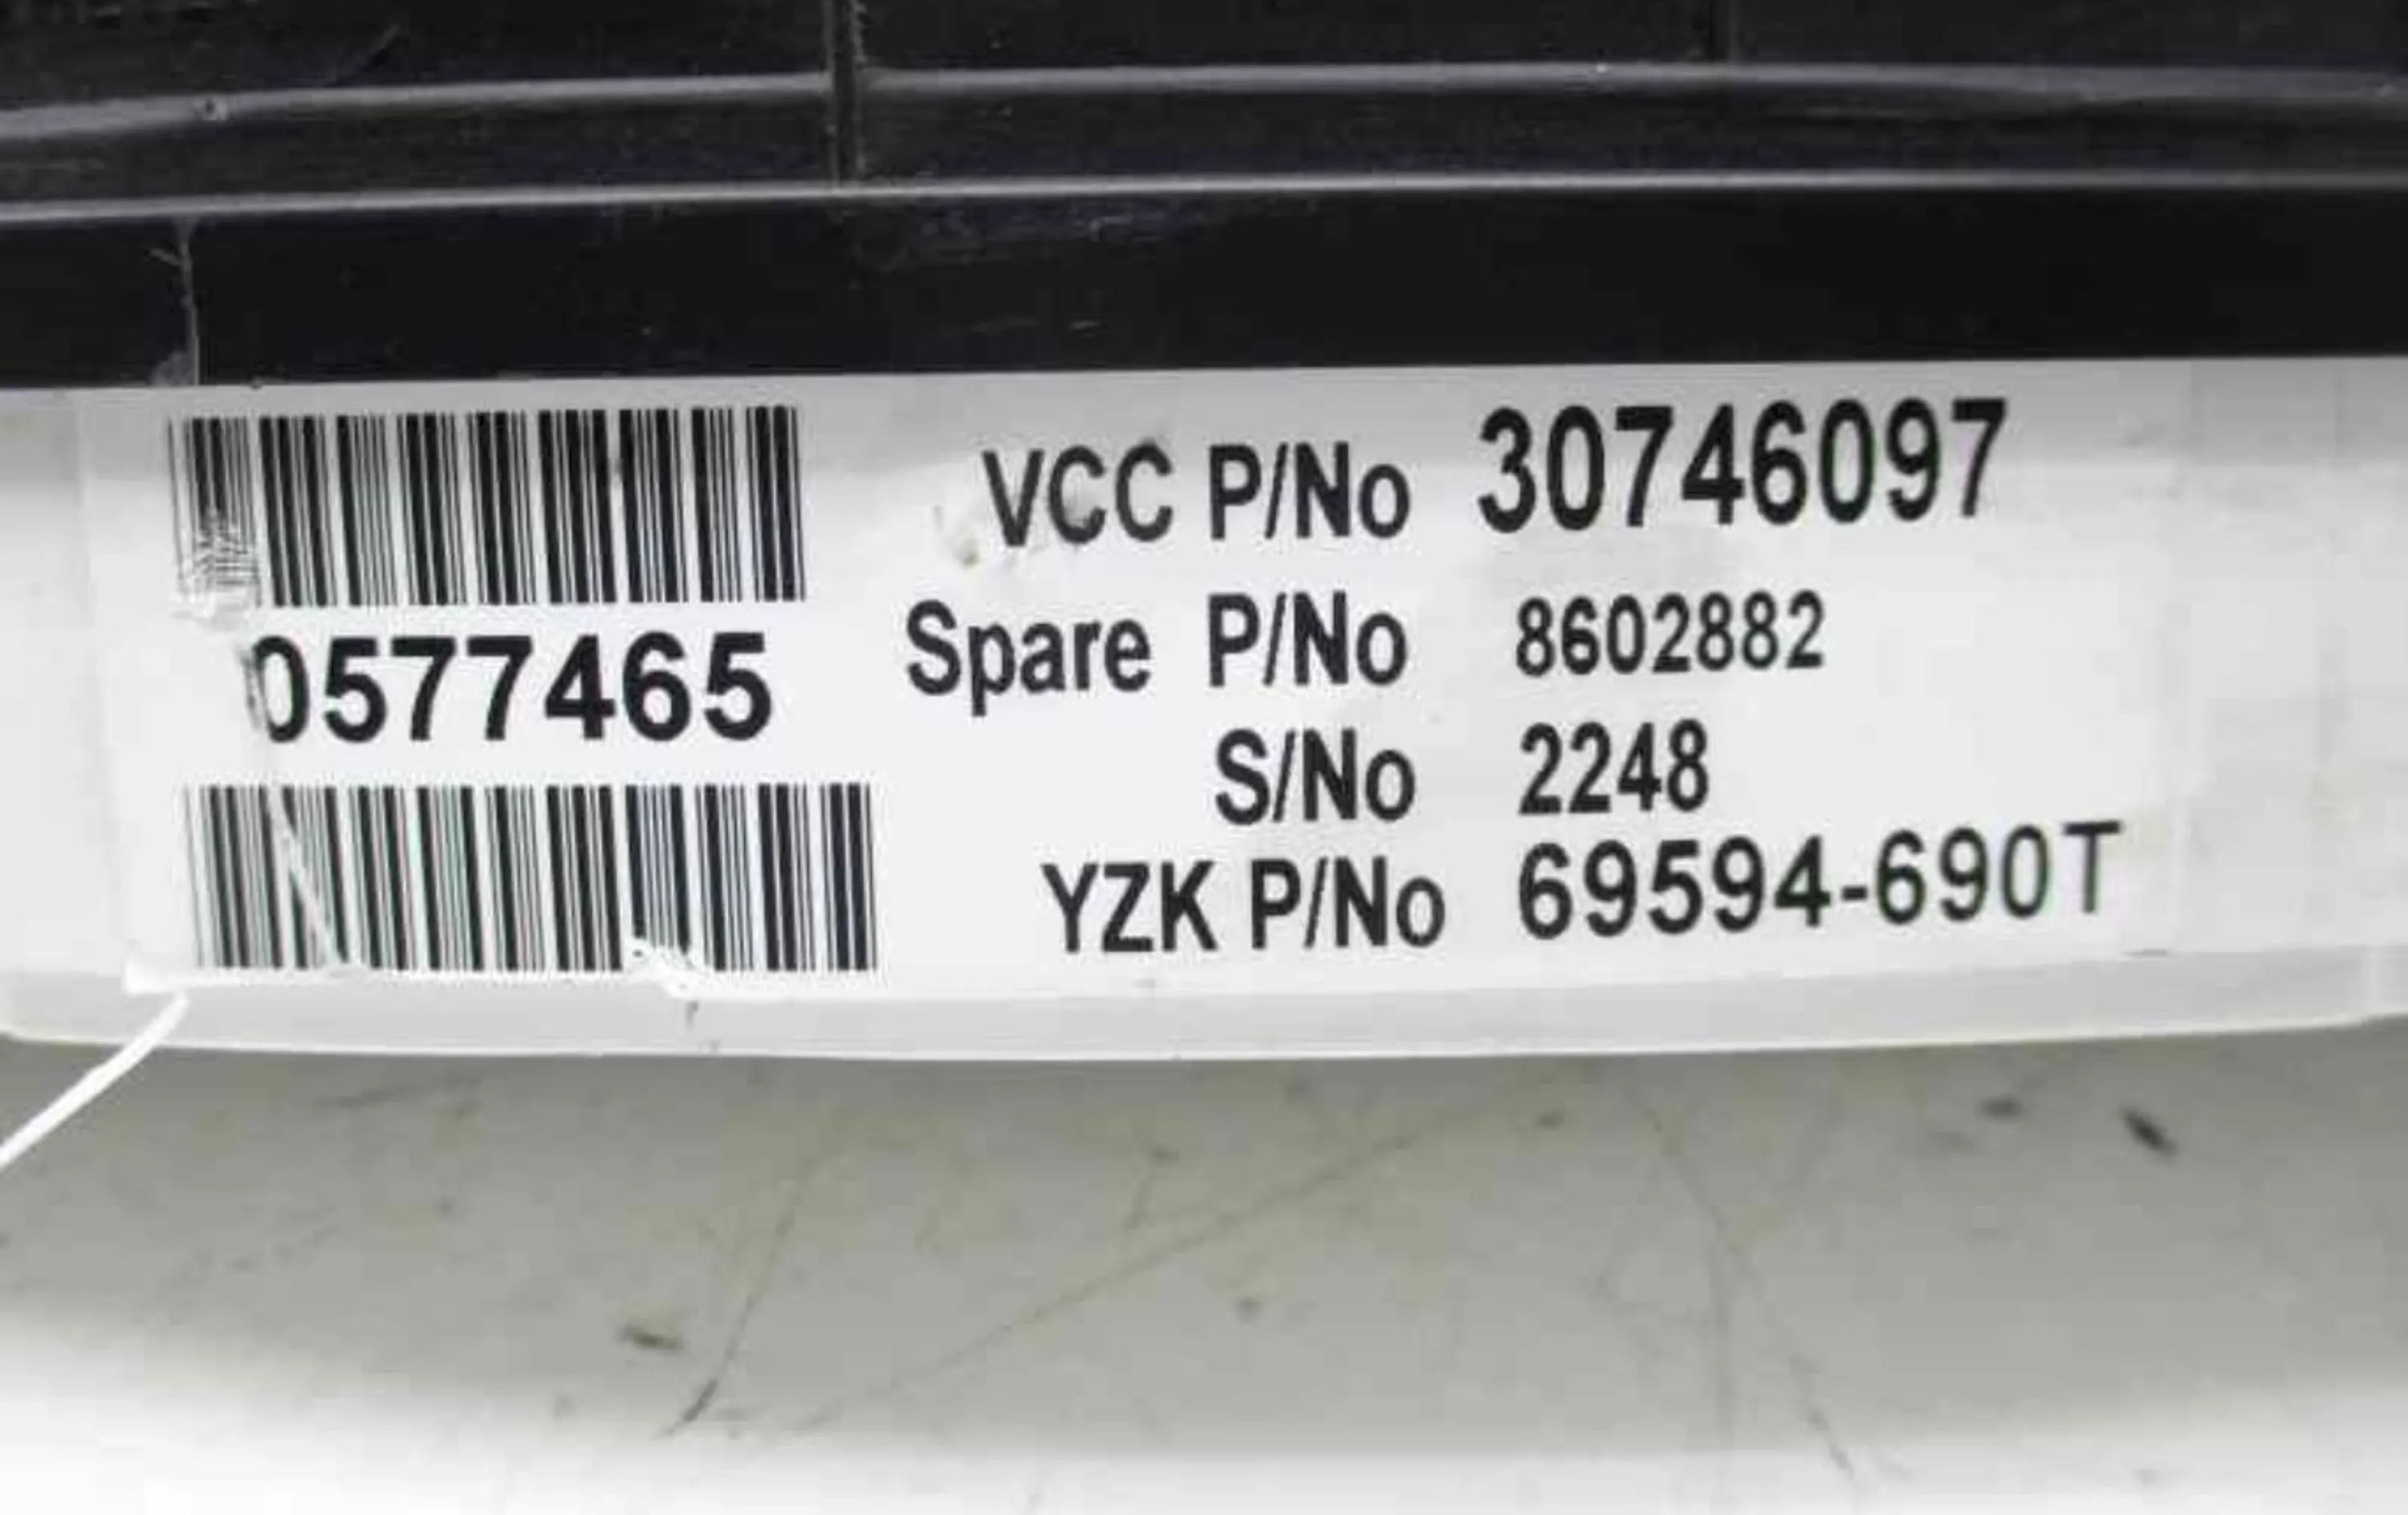 VCC P/No 30746097
0577465
Spare P/No 8602882
S/No 2248
YZK P/No 69594-690T